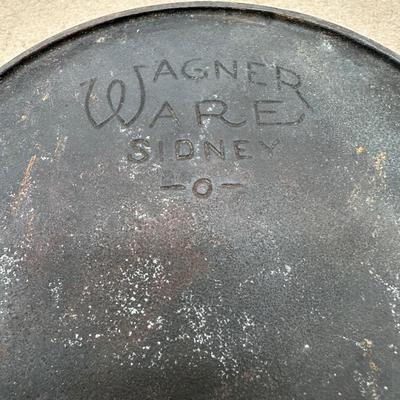 WAGNER
WARE
SIDNEY
-O-